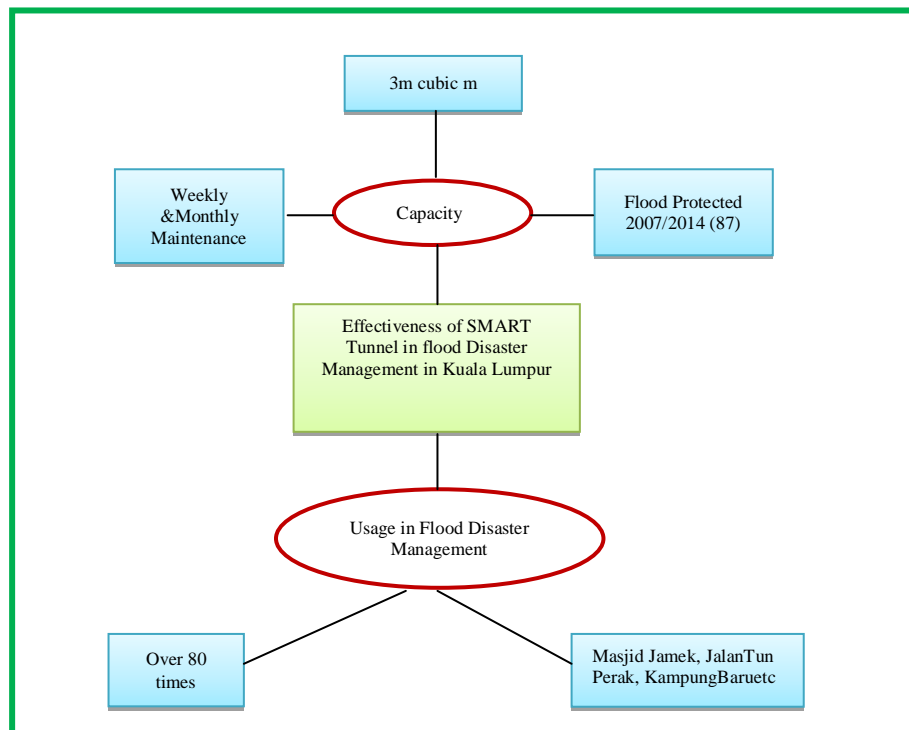 3m cubic m
Weekly
&Monthly
Maintenance
Capacity
Flood Protected
2007/2014 (87)
Effectiveness of SMART
Tunnel in flood Disaster
Management in Kuala Lumpur
Usage in Flood Disaster
Management
Over 80
times
Masjid Jamek, JalanTun
Perak, KampungBaruetc